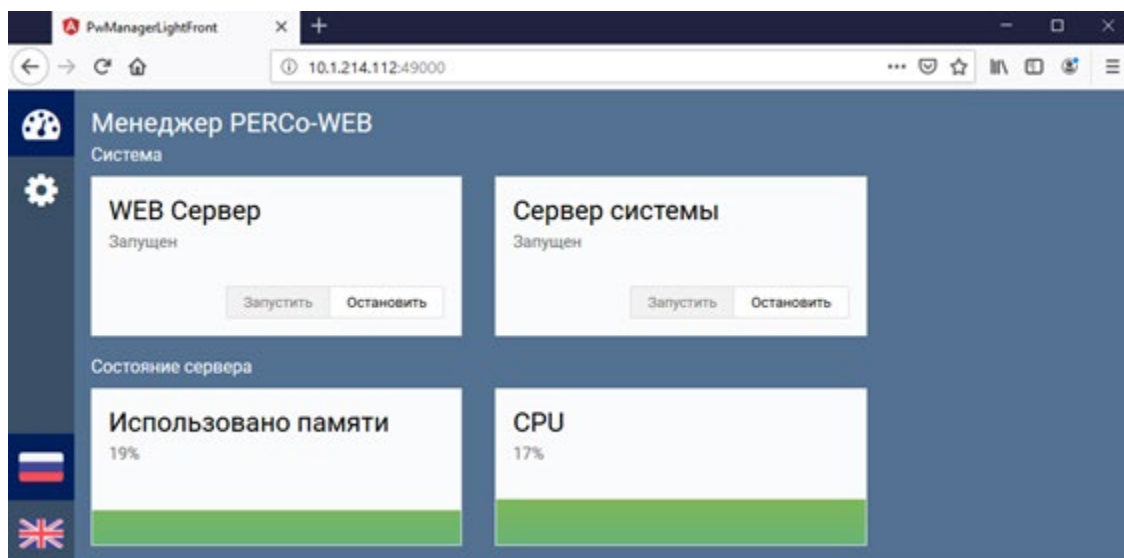 PwManagerLightFront
10.1.214.112:49000
Менеджер PERCo-WEB
Система
WEB Сервер
Запущен
Запустить
Остановить
Сервер системы
Запущен
Запустить
Остановить
Состояние сервера
Использовано памяти
19%
CPU
17%